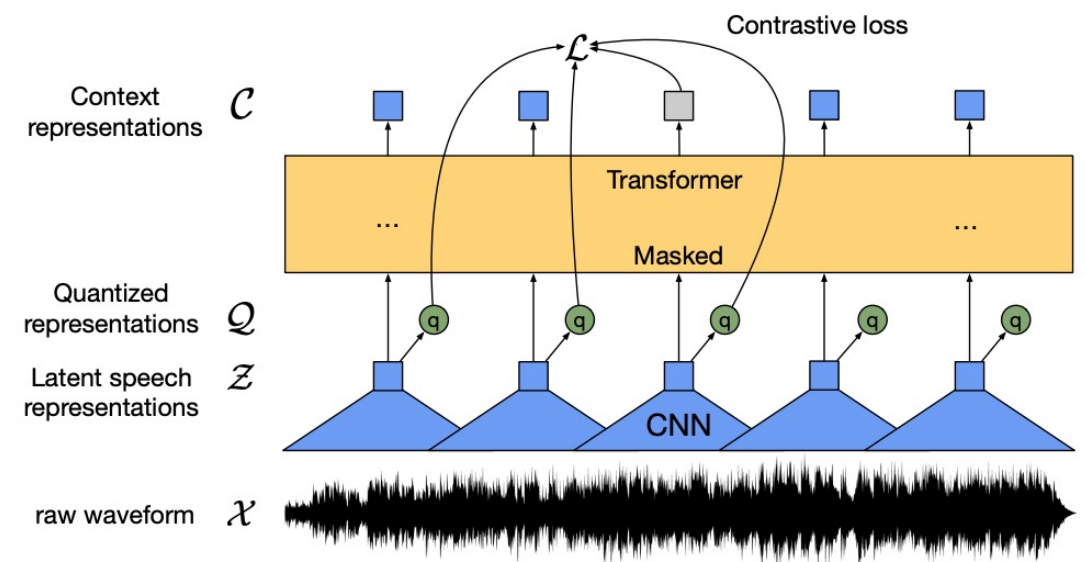 Contrastive loss
ℒ
Context
representations
𝒞
Transformer
...
...
Masked
Quantized
representations
𝒬
q
q
q
q
q
Latent speech
representations
𝒵
CNN
raw waveform
𝒳